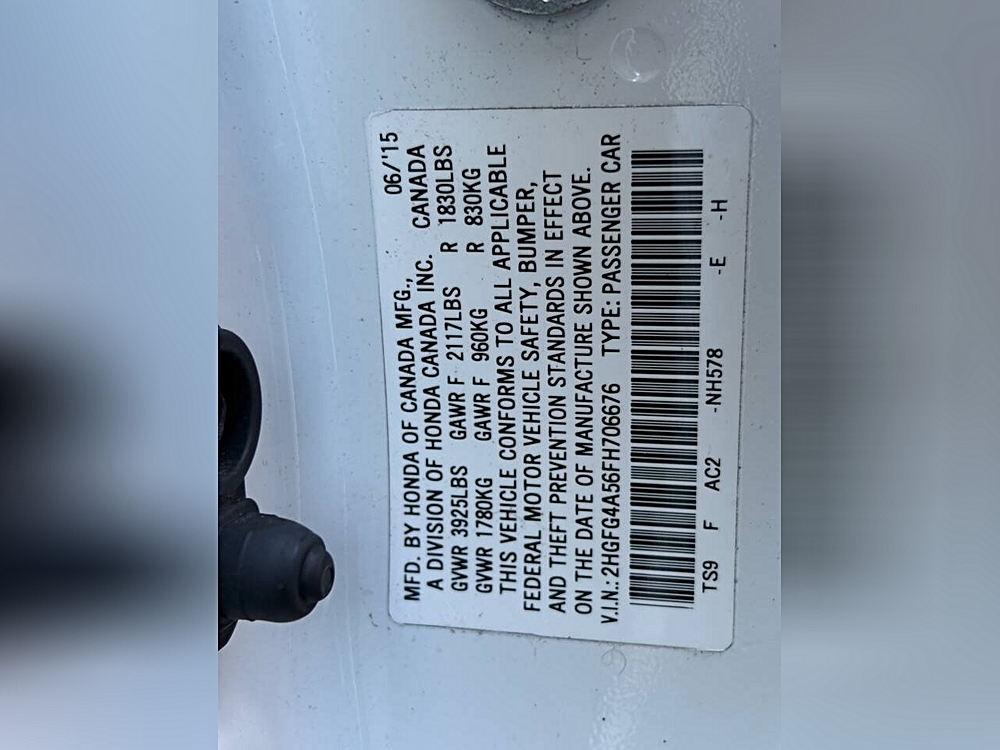 MFD. BY HONDA OF CANADA MFG., 06/'15
A DIVISION OF HONDA CANADA INC. CANADA
GVWR 3925LBS GAWR F 2117LBS R 1830LBS
GVWR 1780KG GAWR F 960KG R 830KG
THIS VEHICLE CONFORMS TO ALL APPLICABLE
FEDERAL MOTOR VEHICLE SAFETY, BUMPER,
AND THEFT PREVENTION STANDARDS IN EFFECT
ON THE DATE OF MANUFACTURE SHOWN ABOVE.
V.I.N.: 2HGFG4A56FH706676 TYPE: PASSENGER CAR
TS9 F AC2 -NH578 -E -H